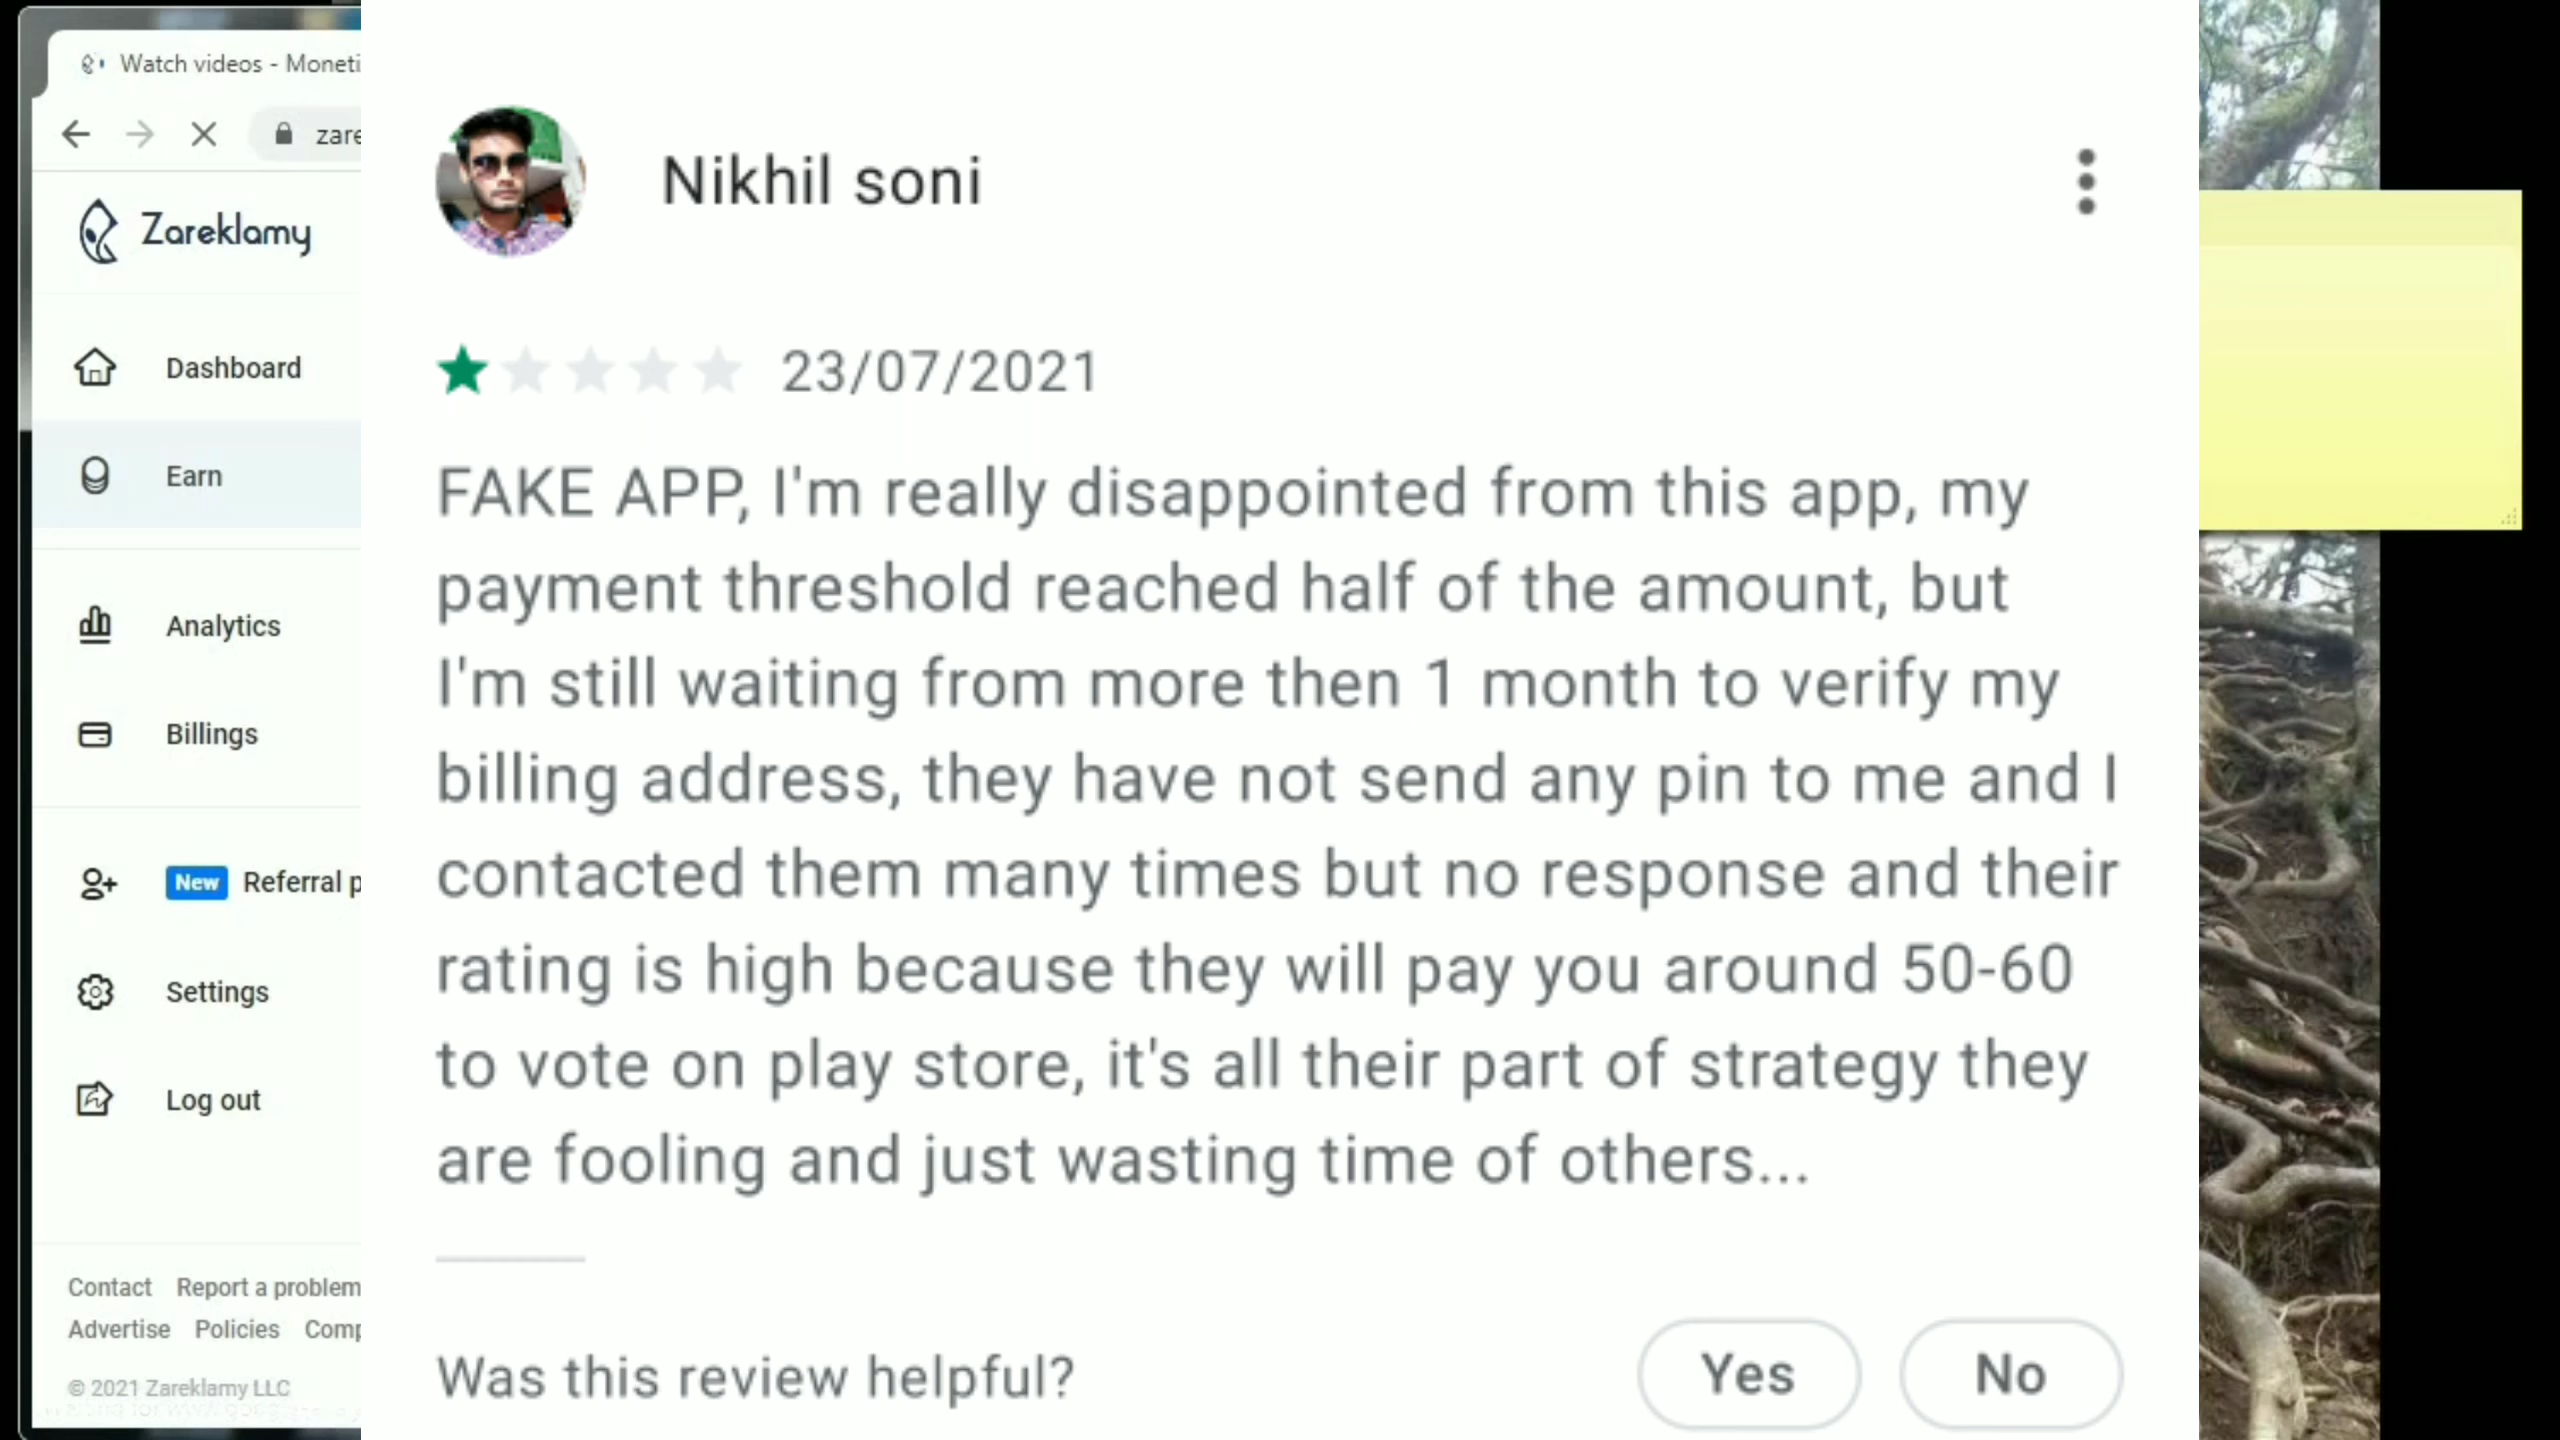 Watch videos - Moneti
zare
Zareklamy
Dashboard
Earn
Analytics
Billings
New Referral p
Settings
Log out
Contact Report a problem
Advertise Policies Comp
© 2021 Zareklamy LLC
Nikhil soni
23/07/2021
FAKE APP, I'm really disappointed from this app, my
payment threshold reached half of the amount, but
I'm still waiting from more then 1 month to verify my
billing address, they have not send any pin to me and I
contacted them many times but no response and their
rating is high because they will pay you around 50-60
to vote on play store, it's all their part of strategy they
are fooling and just wasting time of others...
Was this review helpful?
Yes
No